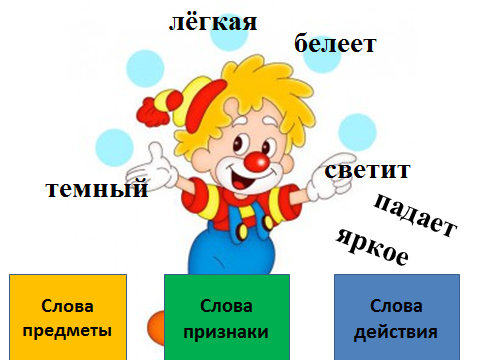 лёгкая
белеет
темный
светит
падает
яркое
Слова
предметы
Слова
признаки
Слова
действия